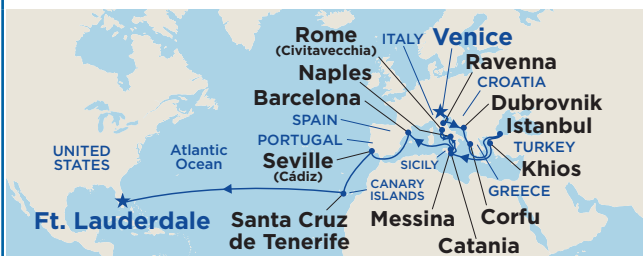 Rome
(Civitavecchia)
ITALY
Venice
Ravenna
Naples
CROATIA
Barcelona
Dubrovnik
SPAIN
Istanbul
UNITED
STATES
Atlantic
Ocean
PORTUGAL
TURKEY
Seville
(Cádiz)
SICILY
Khios
CANARY
ISLANDS
GREECE
Ft. Lauderdale
Santa Cruz
de Tenerife
Messina
Corfu
Catania